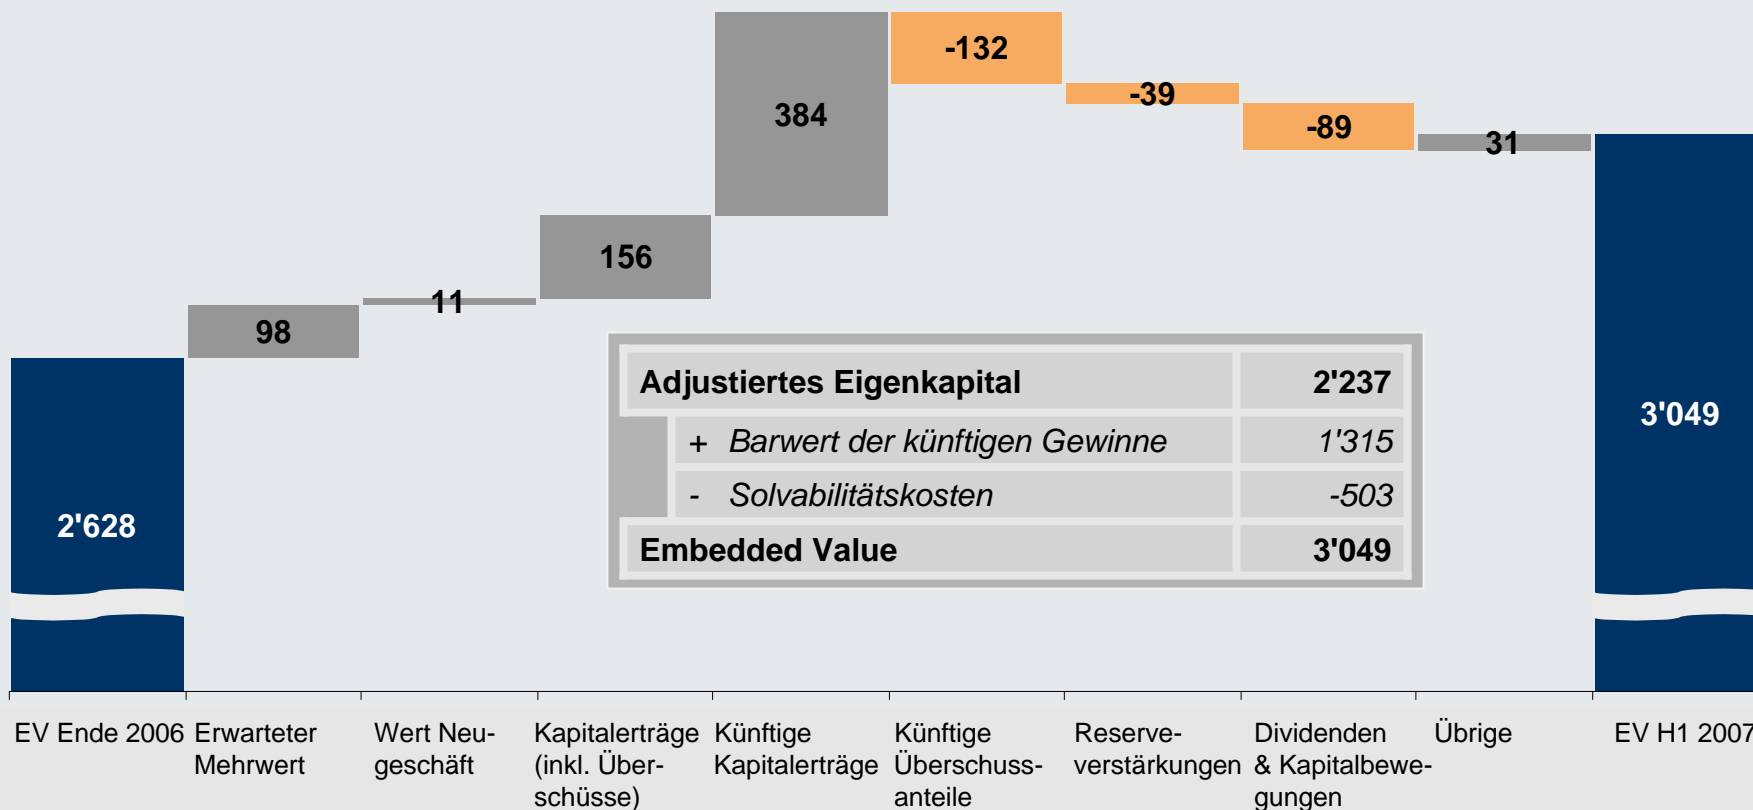 -132
384
-39
-89
31
156
11
98
Adjustiertes Eigenkapital 2'237
+ Barwert der künftigen Gewinne 1'315
- Solvabilitätskosten -503
Embedded Value 3'049
3'049
2'628
EV Ende 2006
Erwarteter
Mehrwert
Wert Neu-
geschäft
Kapitalerträge
(inkl. Über-
schüsse)
Künftige
Kapitalerträge
Künftige
Überschuss-
anteile
Reserve-
verstärkungen
Dividenden
& Kapitalbewe-
gungen
Übrige
EV H1 2007